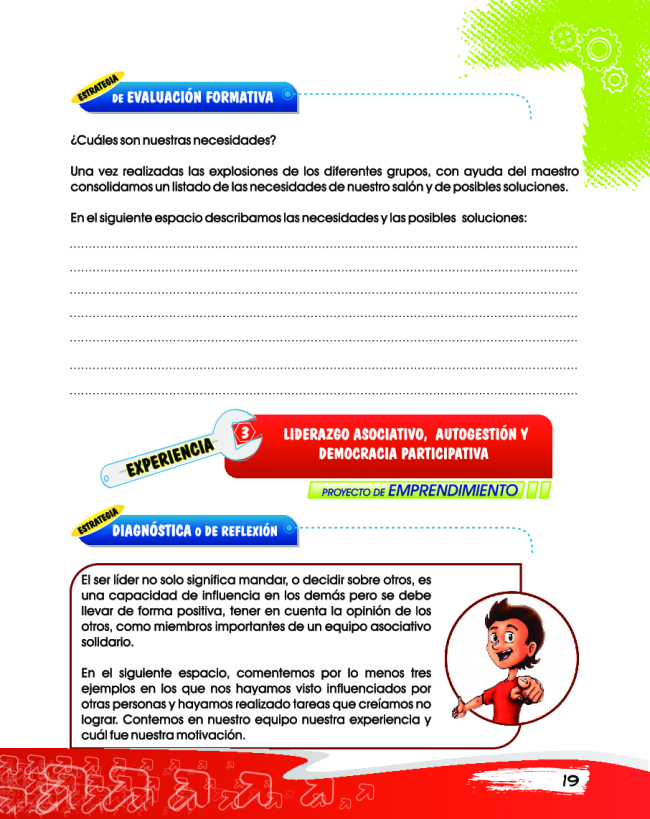 ESTRATEGIA
DE EVALUACIÓN FORMATIVA
¿Cuáles son nuestras necesidades?
Una vez realizadas las explosiones de los diferentes grupos, con ayuda del maestro
consolidamos un listado de las necesidades de nuestro salón y de posibles soluciones.
En el siguiente espacio describamos las necesidades y las posibles soluciones:
EXPERIENCIA
3
LIDERAZGO ASOCIATIVO, AUTOGESTIÓN Y
DEMOCRACIA PARTICIPATIVA
PROYECTO DE EMPRENDIMIENTO
ESTRATEGIA
DIAGNÓSTICA O DE REFLEXIÓN
El ser líder no solo significa mandar, o decidir sobre otros, es
una capacidad de influencia en los demás pero se debe
llevar de forma positiva, tener en cuenta la opinión de los
otros, como miembros importantes de un equipo asociativo
solidario.
En el siguiente espacio, comentemos por lo menos tres
ejemplos en los que nos hayamos visto influenciados por
otras personas y hayamos realizado tareas que creíamos no
lograr. Contemos en nuestro equipo nuestra experiencia y
cuál fue nuestra motivación.
19